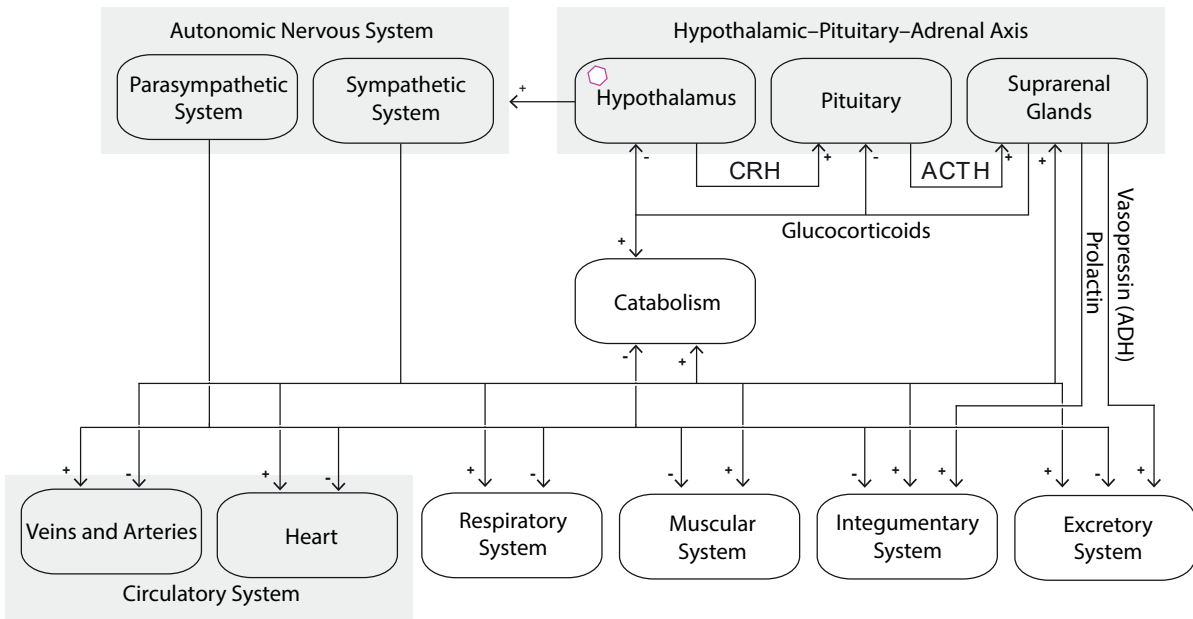 Autonomic Nervous System
Hypothalamic–Pituitary–Adrenal Axis
Parasympathetic
System
Sympathetic
System
+
Hypothalamus
Pituitary
Suprarenal
Glands
-
CRH
+
-
ACTH
+
+
Glucocorticoids
+
Catabolism
-
+
Prolactin
Vasopressin (ADH)
+
-
+
-
+
-
-
+
-
+
+
+
-
+
Veins and Arteries
Heart
Respiratory
System
Muscular
System
Integumentary
System
Excretory
System
Circulatory System